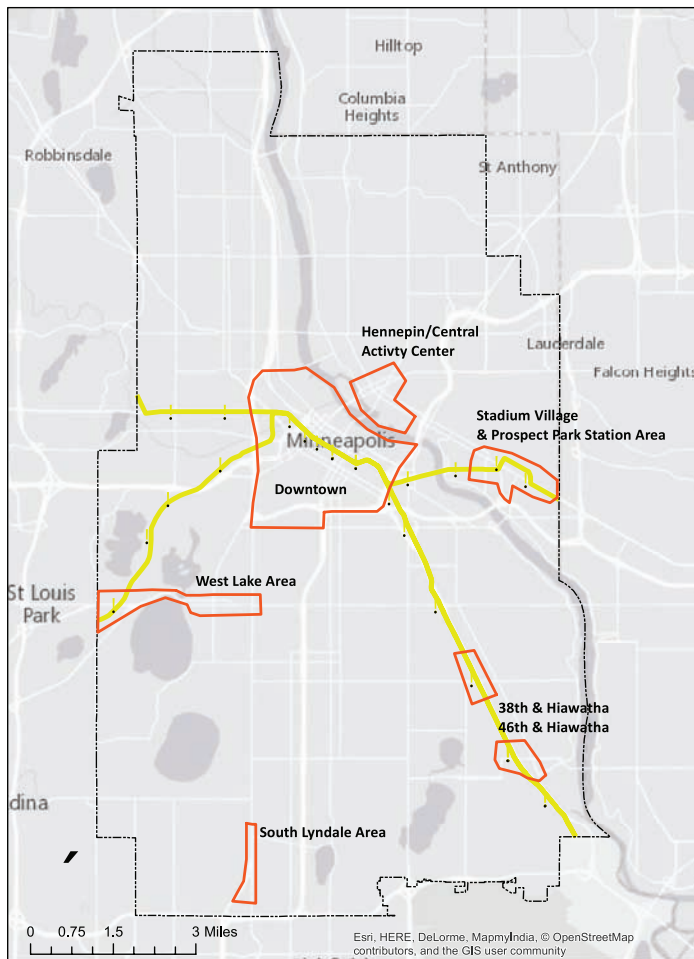 Hilltop
Columbia
Heights
Robbinsdale
St Anthony
Hennepin/Central
Activty Center
Lauderdale
Falcon Heights
Stadium Village
& Prospect Park Station Area
Minneapolis
Downtown
West Lake Area
St Louis
Park
38th & Hiawatha
46th & Hiawatha
dina
South Lyndale Area
0 0.75 1.5 3 Miles
Esri, HERE, DeLorme, MapmyIndia, © OpenStreetMap
contributors, and the GIS user community